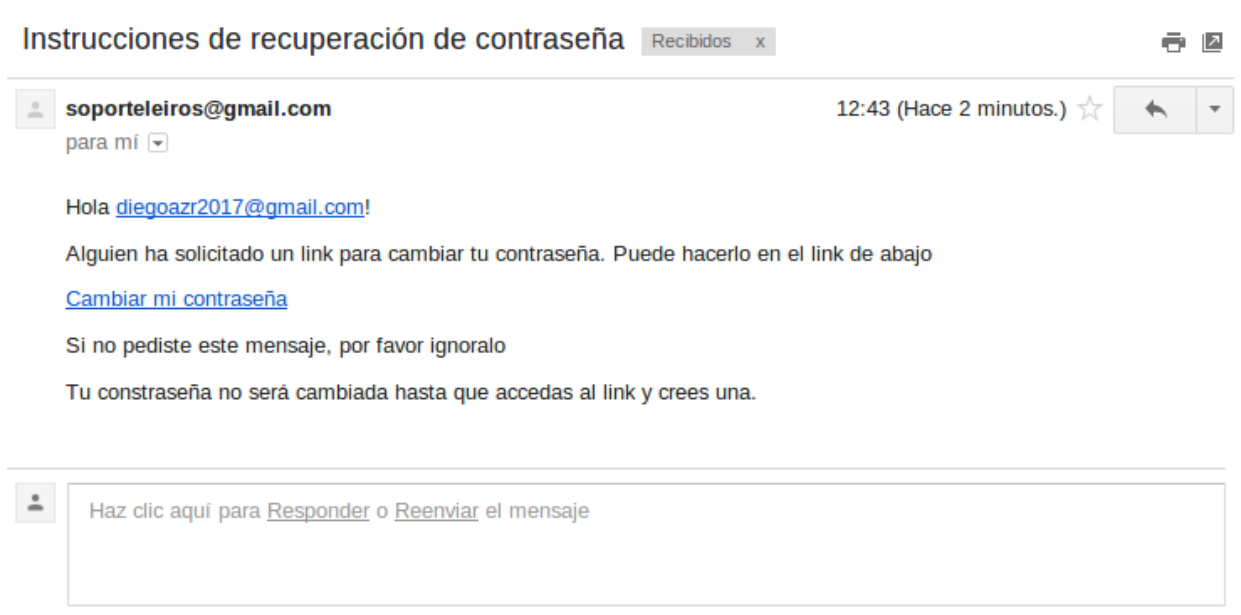 Instrucciones de recuperación de contraseña Recibidos x
soporteleiros@gmail.com 12:43 (Hace 2 minutos.)
para mí
Hola diegoazr2017@gmail.com!
Alguien ha solicitado un link para cambiar tu contraseña. Puede hacerlo en el link de abajo
Cambiar mi contraseña
Si no pediste este mensaje, por favor ignoralo
Tu constraseña no será cambiada hasta que accedas al link y crees una.
Haz clic aquí para Responder o Reenviar el mensaje